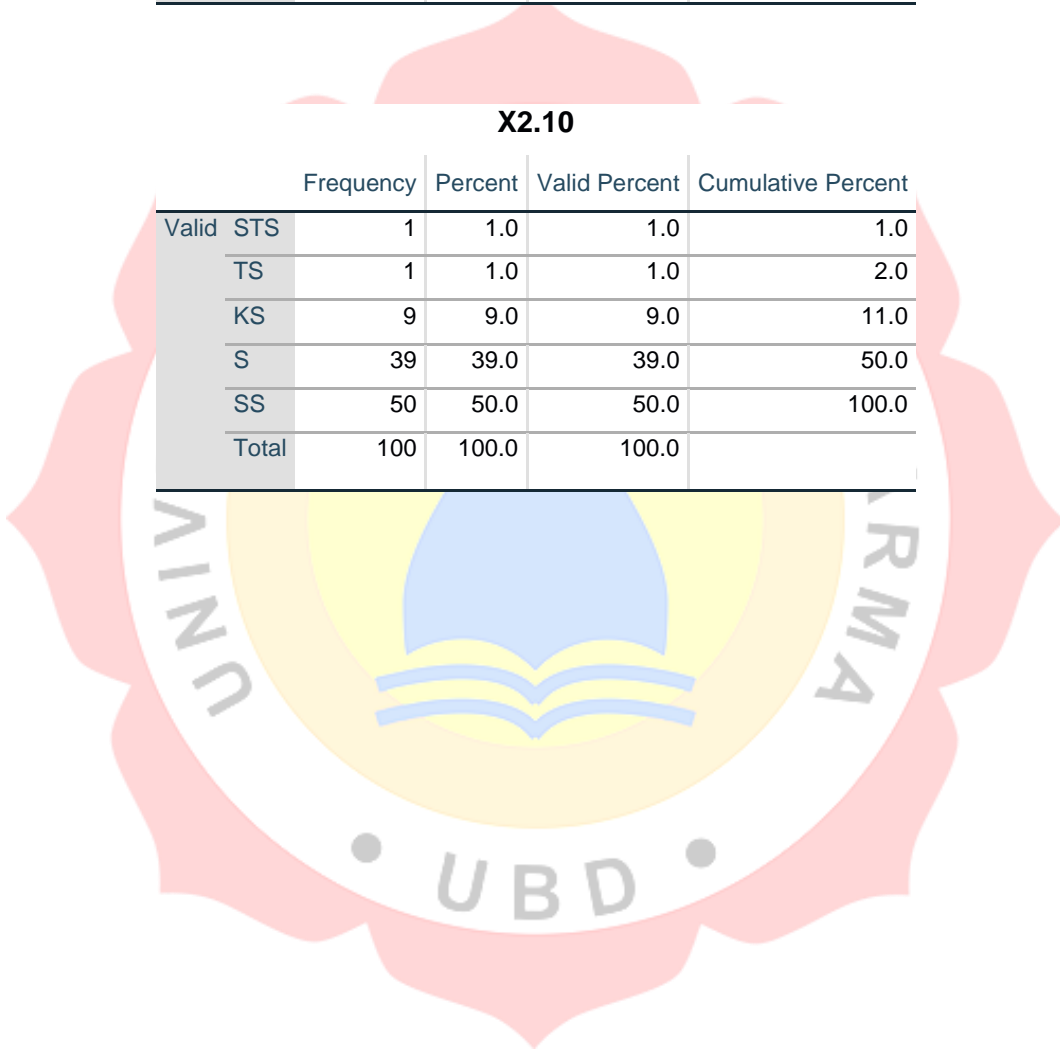 X2.10
Frequency Percent Valid Percent Cumulative Percent
Valid STS 1 1.0 1.0 1.0
TS 1 1.0 1.0 2.0
KS 9 9.0 9.0 11.0
S 39 39.0 39.0 50.0
SS 50 50.0 50.0 100.0
Total 100 100.0 100.0
UBD